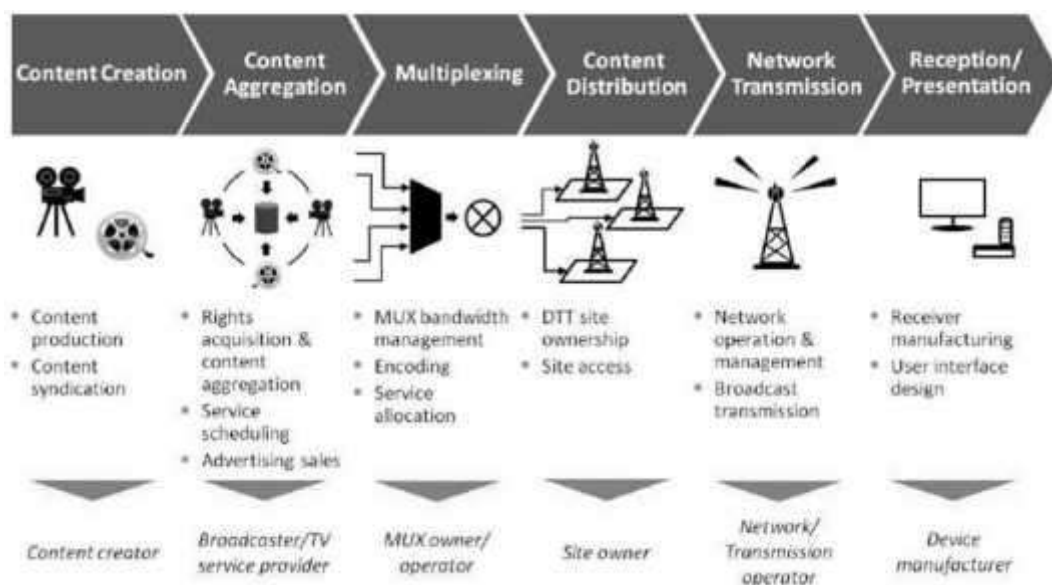 Content Creation
Content
Aggregation
Multiplexing
Content
Distribution
Network
Transmission
Reception/
Presentation
• Content
production
• Content
syndication
• Rights
acquisition &
content
aggregation
• Service
scheduling
• Advertising sales
• MUX bandwidth
management
• Encoding
• Service
allocation
• DTT site
ownership
• Site access
• Network
operation &
management
• Broadcast
transmission
• Receiver
manufacturing
• User interface
design
Content creator
Broadcaster/TV
service provider
MUX owner/
operator
Site owner
Network/
Transmission
operator
Device
manufacturer